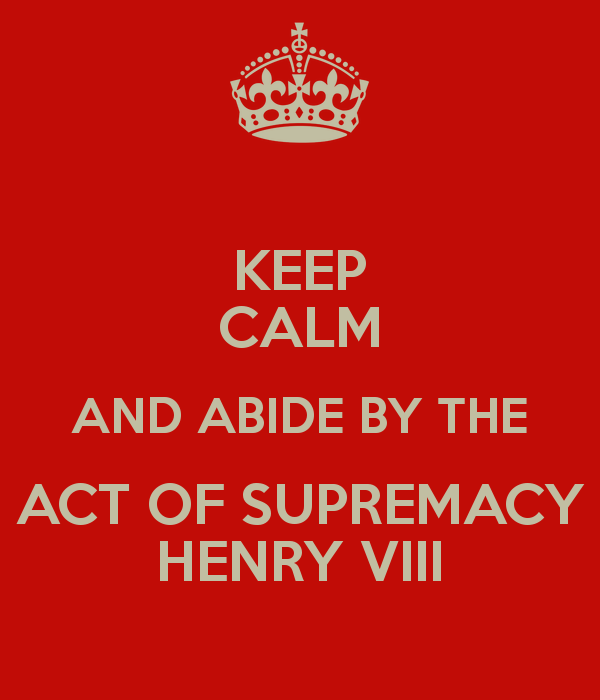 KEEP
CALM
AND ABIDE BY THE
ACT OF SUPREMACY
HENRY VIII